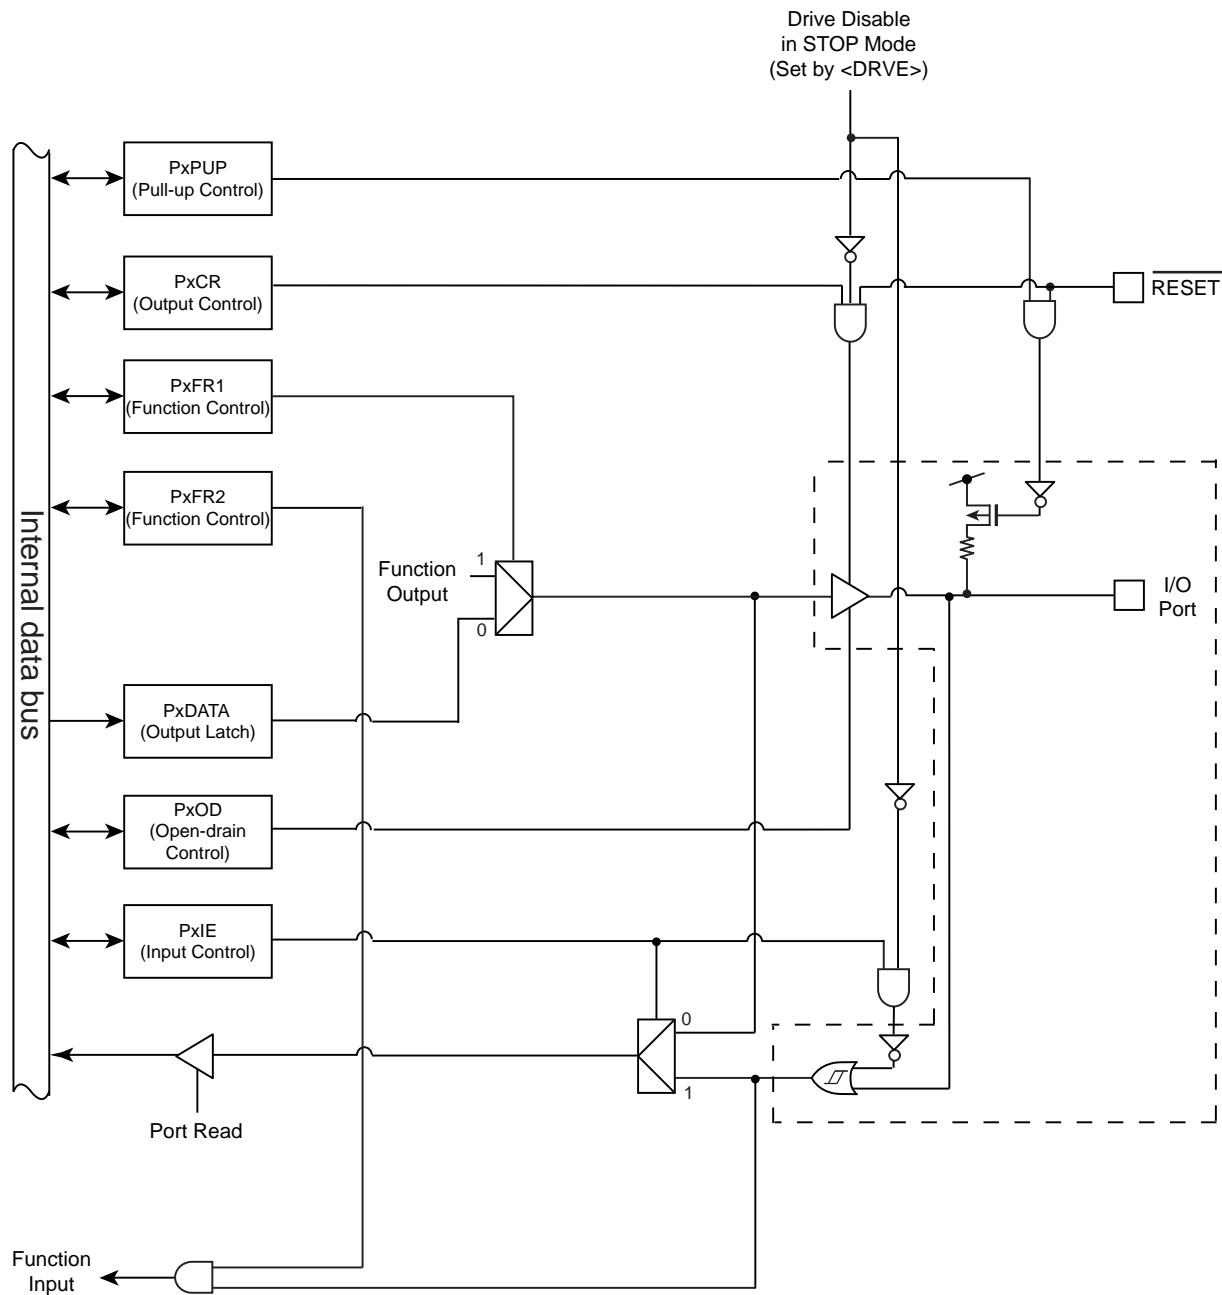 Drive Disable
in STOP Mode
(Set by <DRVE>)
PxPUP
(Pull-up Control)
PxCR
(Output Control)
RESET
PxFR1
(Function Control)
PxFR2
(Function Control)
Internal data bus
1
Function
Output
0
I/O
Port
PxDATA
(Output Latch)
PxOD
(Open-drain
Control)
PxIE
(Input Control)
0
1
Port Read
Function
Input